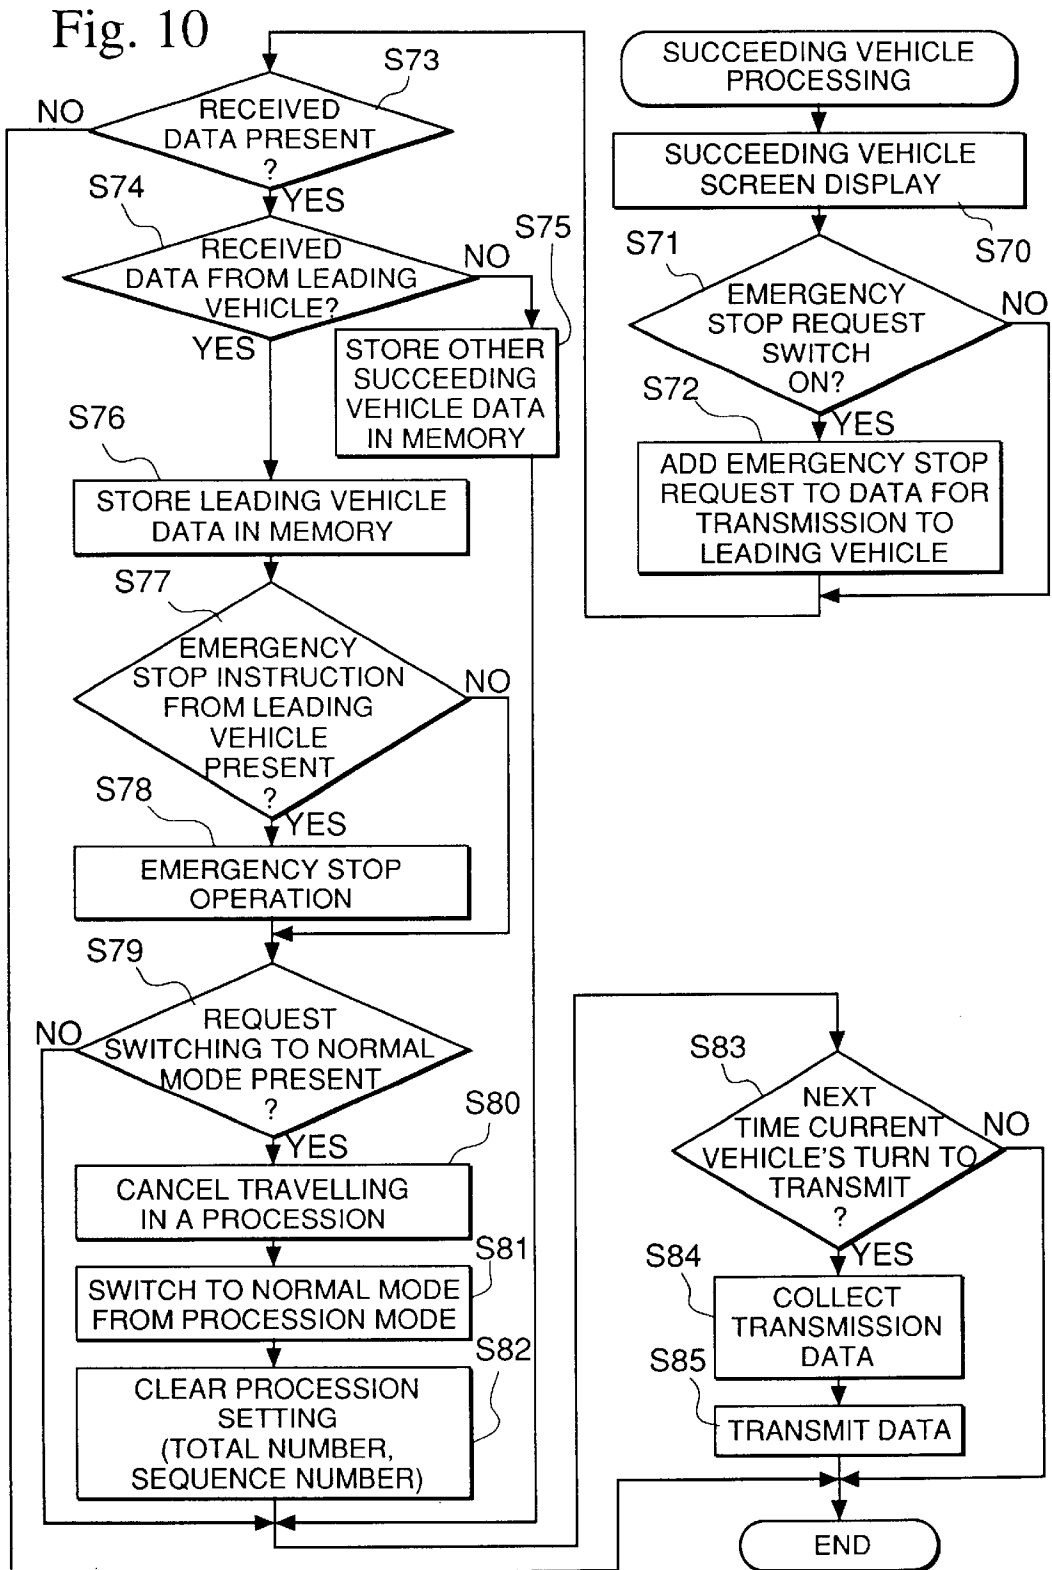 Fig. 10
SUCCEEDING VEHICLE
PROCESSING
SUCCEEDING VEHICLE
SCREEN DISPLAY
S70
S71
EMERGENCY
STOP REQUEST
SWITCH
ON?
NO
YES
S72
ADD EMERGENCY STOP
REQUEST TO DATA FOR
TRANSMISSION TO
LEADING VEHICLE
S73
RECEIVED
DATA PRESENT
?
NO
YES
S74
RECEIVED
DATA FROM LEADING
VEHICLE?
NO
YES
S75
STORE OTHER
SUCCEEDING
VEHICLE DATA
IN MEMORY
S76
STORE LEADING VEHICLE
DATA IN MEMORY
S77
EMERGENCY
STOP INSTRUCTION
FROM LEADING
VEHICLE
PRESENT
?
NO
YES
S78
EMERGENCY STOP
OPERATION
S79
REQUEST
SWITCHING TO NORMAL
MODE PRESENT
?
NO
YES
S80
CANCEL TRAVELLING
IN A PROCESSION
S81
SWITCH TO NORMAL MODE
FROM PROCESSION MODE
S82
CLEAR PROCESSION
SETTING
(TOTAL NUMBER,
SEQUENCE NUMBER)
S83
NEXT
TIME CURRENT
VEHICLE'S TURN TO
TRANSMIT
?
NO
YES
S84
COLLECT
TRANSMISSION
DATA
S85
TRANSMIT DATA
END